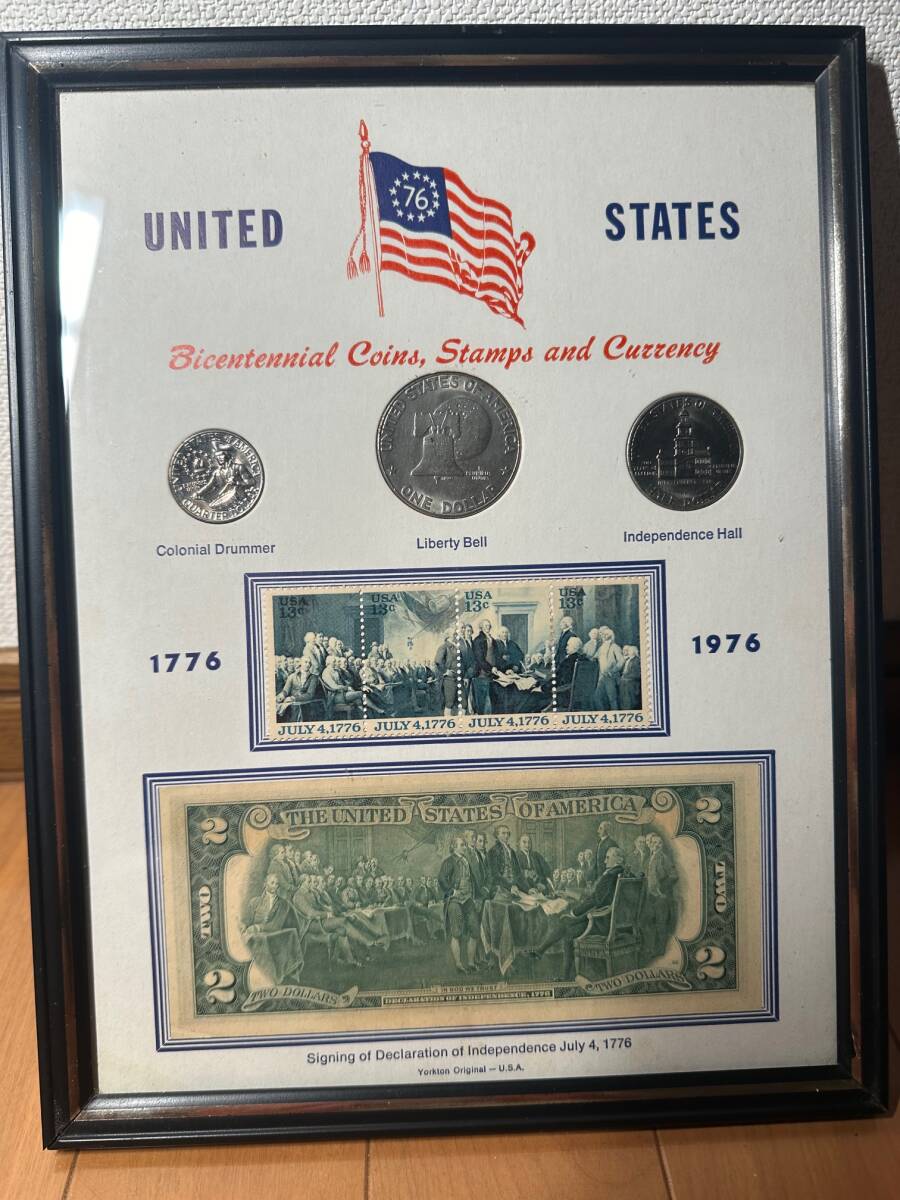 76
UNITED STATES
Bicentennial Coins, Stamps and Currency
UNITED STATES OF AMERICA
ONE DOLLAR
QUARTER
HALF DOLLAR
Colonial Drummer
Liberty Bell
Independence Hall
USA 13c
USA 13c
USA 13c
USA 13c
JULY 4,1776
JULY 4,1776
JULY 4,1776
JULY 4,1776
1776
1976
THE UNITED STATES OF AMERICA
2
2
TWO
TWO
2
2
TWO DOLLARS
IN GOD WE TRUST
TWO DOLLARS
DECLARATION OF INDEPENDENCE, 1776
Signing of Declaration of Independence July 4, 1776
Yorkton Original — U.S.A.